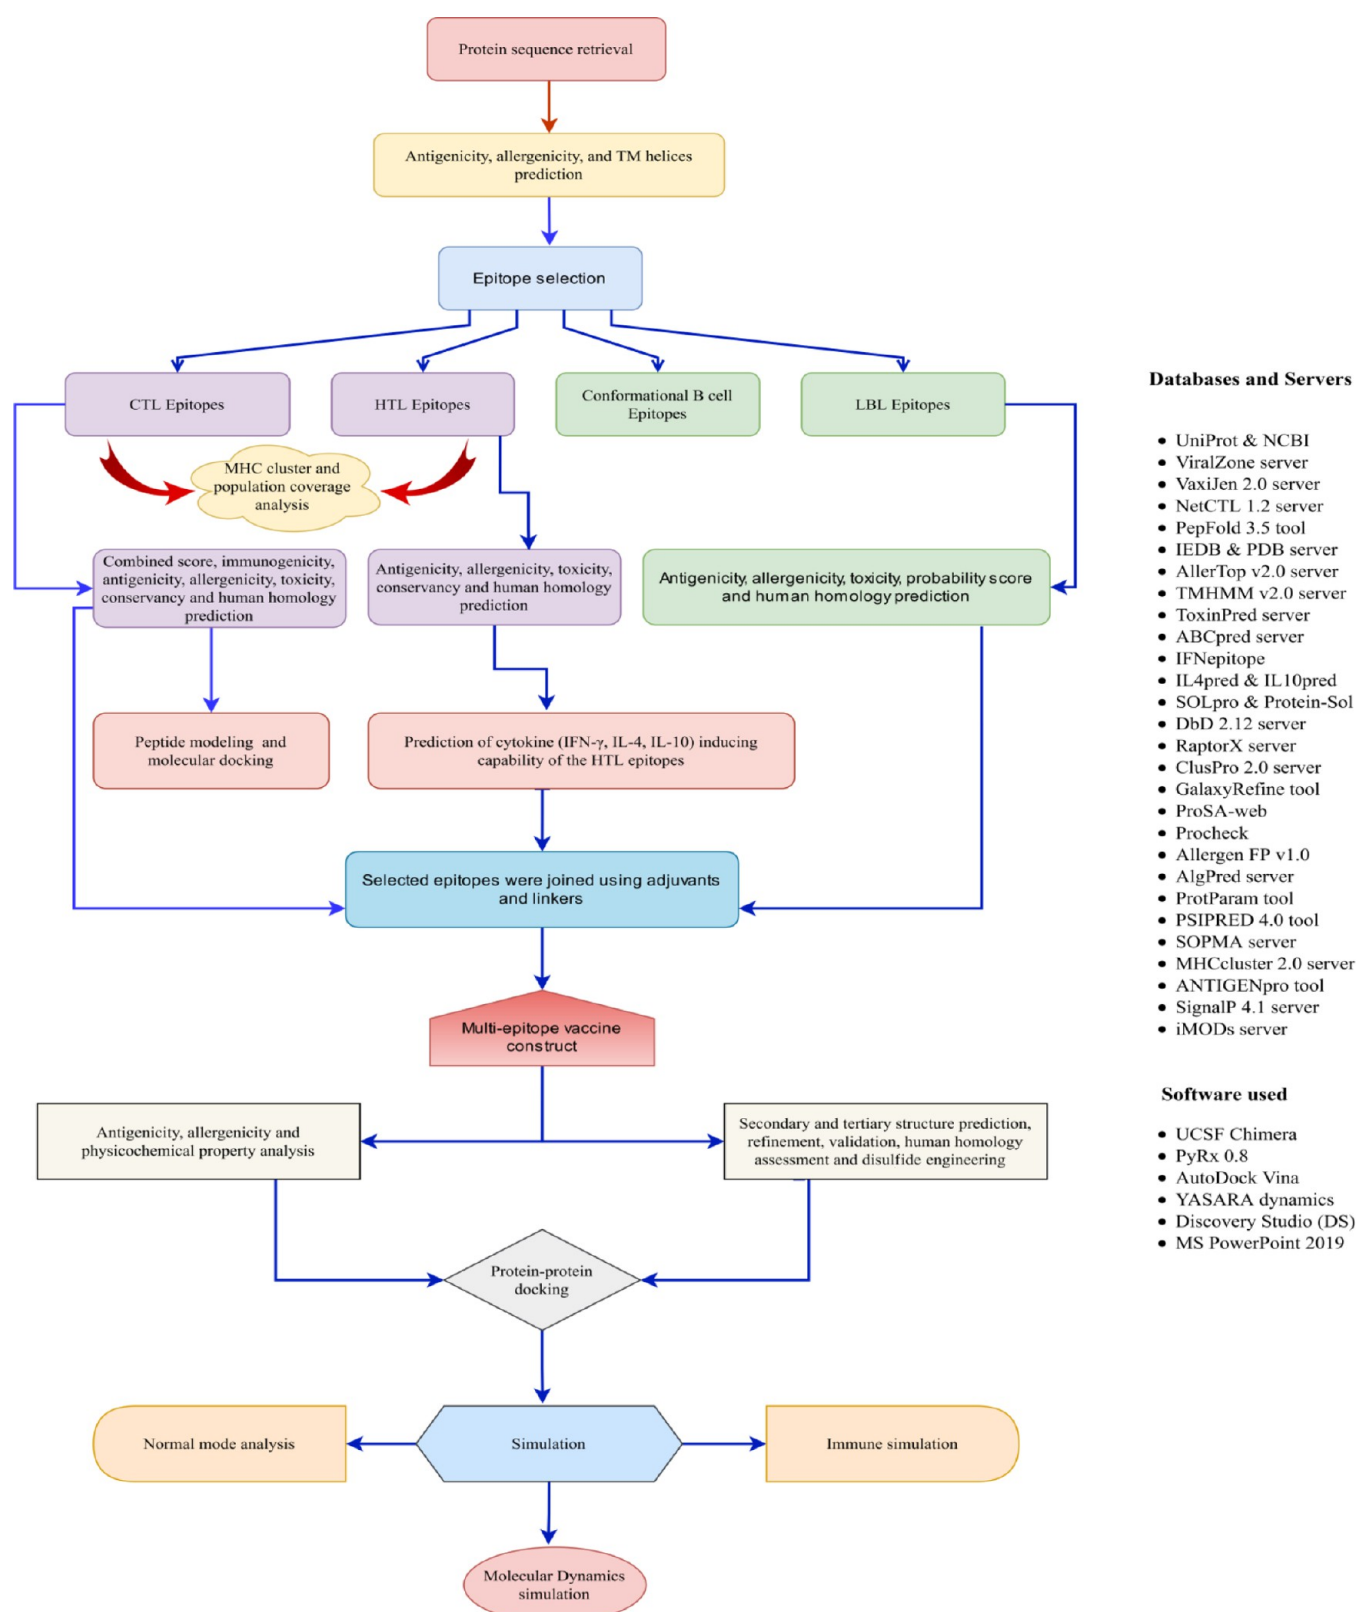 Protein sequence retrieval
Antigenicity, allergenicity, and TM helices
prediction
Epitope selection
CTL Epitopes
HTL Epitopes
Conformational B cell
Epitopes
LBL Epitopes
MHC cluster and
population coverage
analysis
Combined score, immunogenicity,
antigenicity, allergenicity, toxicity,
conservancy and human homology
prediction
Antigenicity, allergenicity, toxicity,
conservancy and human homology
prediction
Antigenicity, allergenicity, toxicity, probability score
and human homology prediction
Peptide modeling and
molecular docking
Prediction of cytokine (IFN-γ, IL-4, IL-10) inducing
capability of the HTL epitopes
Selected epitopes were joined using adjuvants
and linkers
Multi-epitope vaccine
construct
Antigenicity, allergenicity and
physicochemical property analysis
Secondary and tertiary structure prediction,
refinement, validation, human homology
assessment and disulfide engineering
Protein-protein
docking
Normal mode analysis
Simulation
Immune simulation
Molecular Dynamics
simulation
Databases and Servers
• UniProt & NCBI
• ViralZone server
• VaxiJen 2.0 server
• NetCTL 1.2 server
• PepFold 3.5 tool
• IEDB & PDB server
• AllerTop v2.0 server
• TMHMM v2.0 server
• ToxinPred server
• ABCpred server
• IFNepitope
• IL4pred & IL10pred
• SOLpro & Protein-Sol
• DbD 2.12 server
• RaptorX server
• ClusPro 2.0 server
• GalaxyRefine tool
• ProSA-web
• Procheck
• Allergen FP v1.0
• AlgPred server
• ProtParam tool
• PSIPRED 4.0 tool
• SOPMA server
• MHCcluster 2.0 server
• ANTIGENpro tool
• SignalP 4.1 server
• iMODs server
Software used
• UCSF Chimera
• PyRx 0.8
• AutoDock Vina
• YASARA dynamics
• Discovery Studio (DS)
• MS PowerPoint 2019